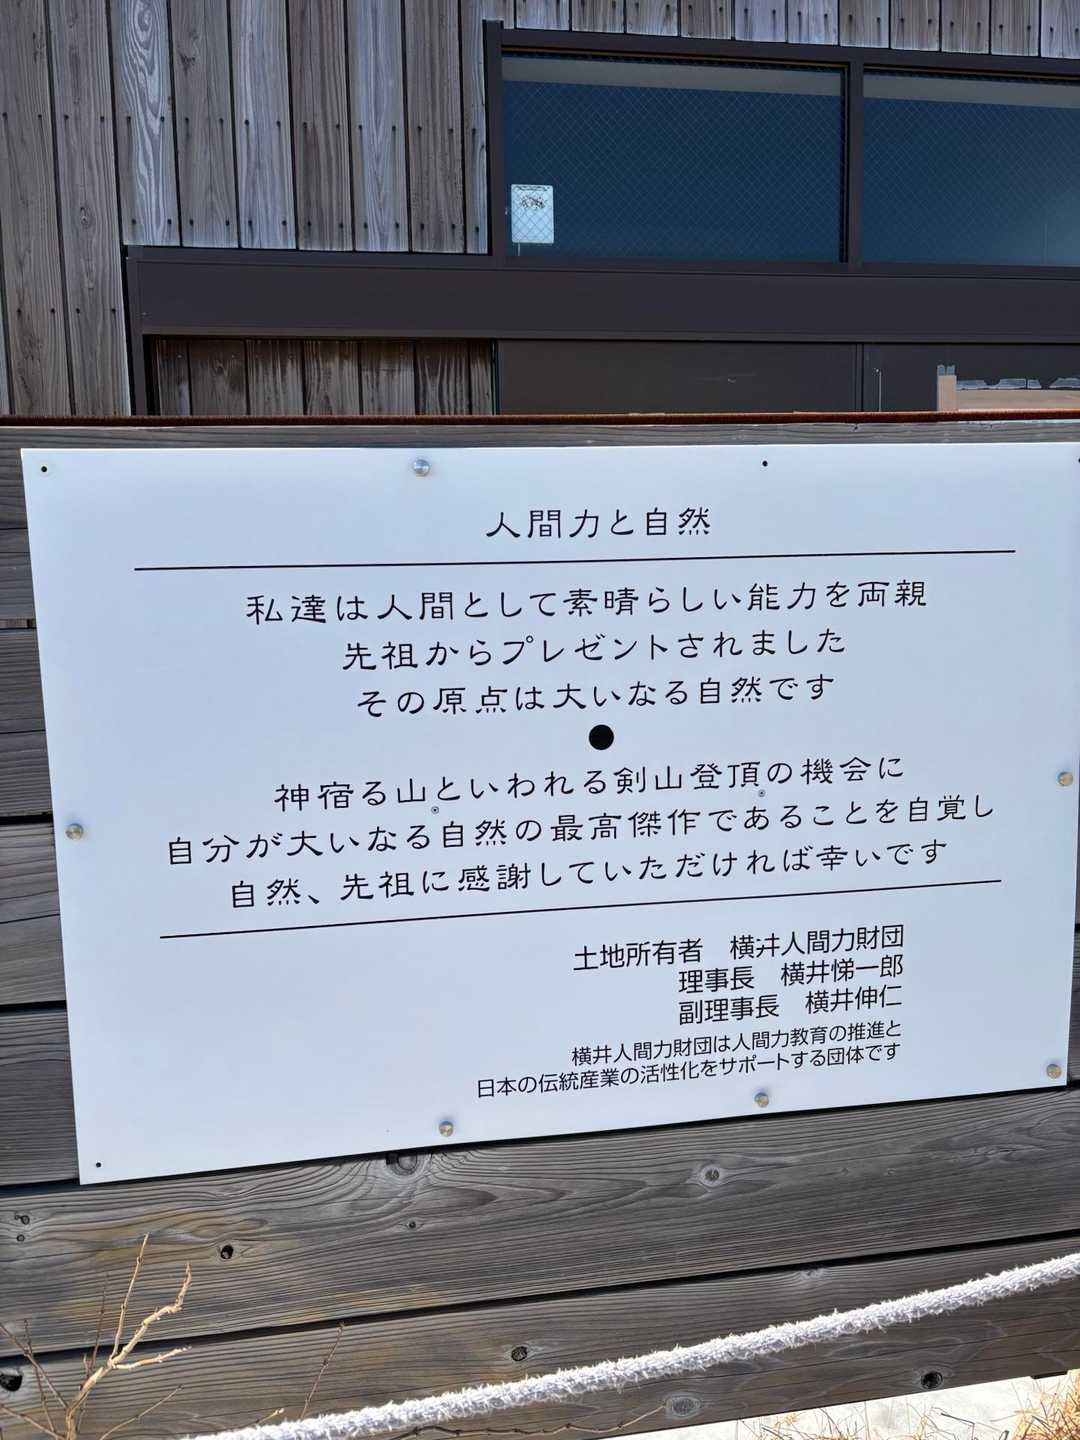 人間力と自然
私達は人間として素晴らしい能力を両親
先祖からプレゼントされました
その原点は大いなる自然です
●
神宿る山といわれる剣山登頂の機会に
自分が大いなる自然の最高傑作であることを自覚し
自然、先祖に感謝していただければ幸いです
土地所有者　横井人間力財団
理事長　横井悌一郎
副理事長　横井伸仁
横井人間力財団は人間力教育の推進と
日本の伝統産業の活性化をサポートする団体です